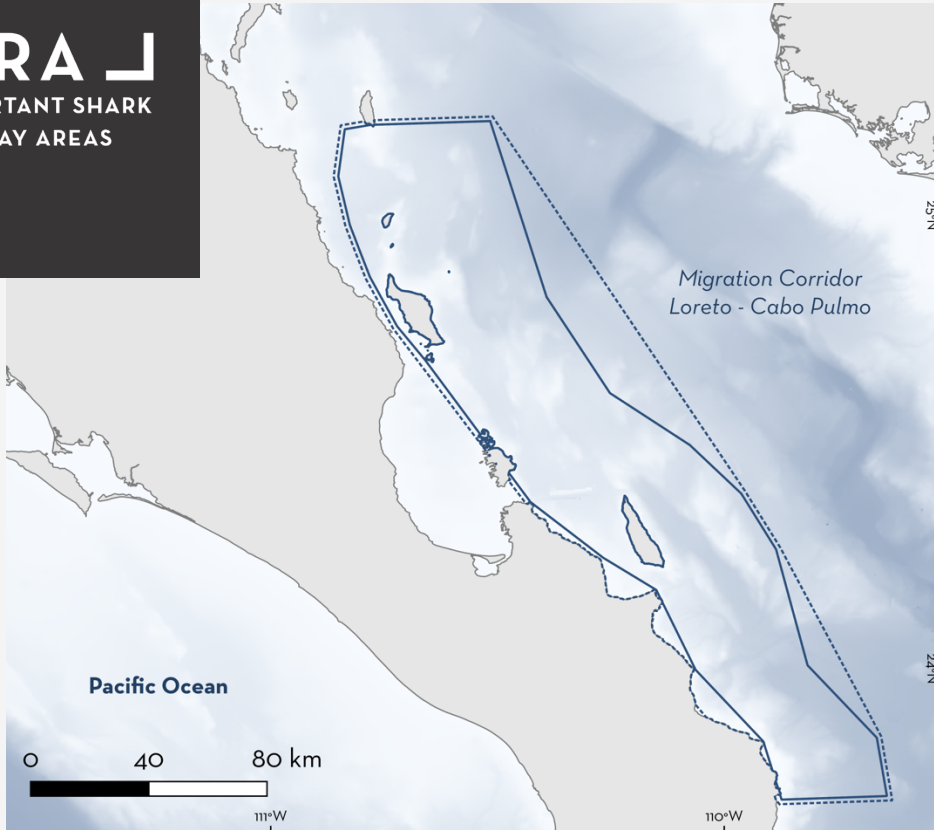 RA
RTANT SHARK
AY AREAS
25°N
Migration Corridor
Loreto - Cabo Pulmo
24°N
Pacific Ocean
0 40 80 km
111°W 110°W